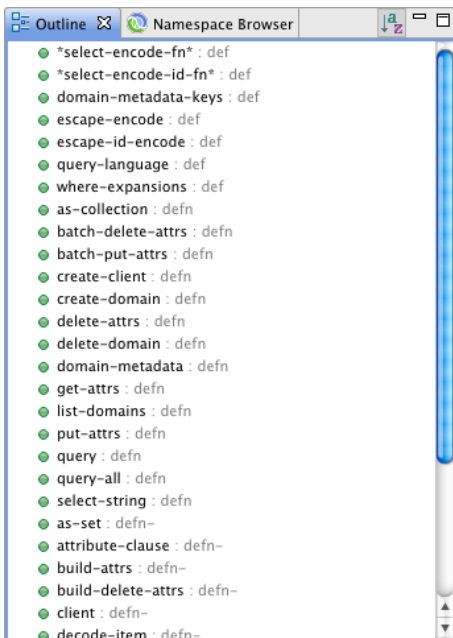 Outline Namespace Browser
*select-encode-fn* : def
*select-encode-id-fn* : def
domain-metadata-keys : def
escape-encode : def
escape-id-encode : def
query-language : def
where-expansions : def
as-collection : defn
batch-delete-attrs : defn
batch-put-attrs : defn
create-client : defn
create-domain : defn
delete-attrs : defn
delete-domain : defn
domain-metadata : defn
get-attrs : defn
list-domains : defn
put-attrs : defn
query : defn
query-all : defn
select-string : defn
as-set : defn-
attribute-clause : defn-
build-attrs : defn-
build-delete-attrs : defn-
client : defn-
decode-item : defn-